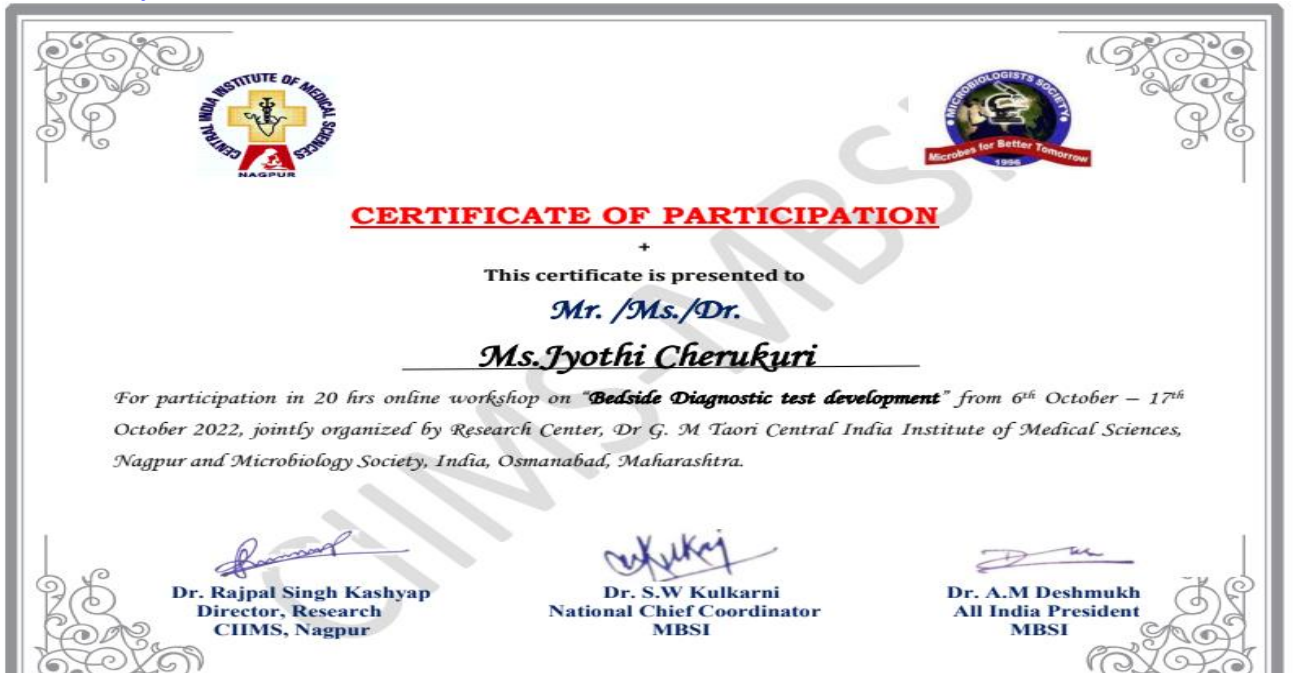 CENTRAL INDIA INSTITUTE OF MEDICAL SCIENCES
NAGPUR
MICROBIOLOGISTS SOCIETY
Microbes for Better Tomorrow
1996
CERTIFICATE OF PARTICIPATION
+
This certificate is presented to
Mr. /Ms./Dr.
Ms.Jyothi Cherukuri
For participation in 20 hrs online workshop on “Bedside Diagnostic test development” from 6th October – 17th
October 2022, jointly organized by Research Center, Dr G. M Taori Central India Institute of Medical Sciences,
Nagpur and Microbiology Society, India, Osmanabad, Maharashtra.
Dr. Rajpal Singh Kashyap
Director, Research
CIIMS, Nagpur
Dr. S.W Kulkarni
National Chief Coordinator
MBSI
Dr. A.M Deshmukh
All India President
MBSI
CIIMS-MBSI